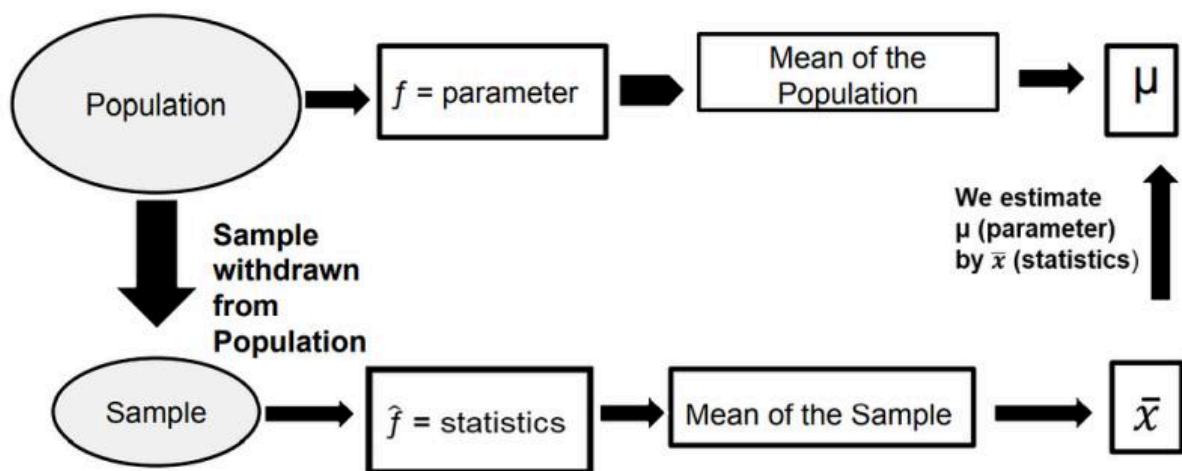 Population
f = parameter
Mean of the
Population
μ
Sample
withdrawn
from
Population
We estimate
μ (parameter)
by x̄ (statistics)
Sample
f̂ = statistics
Mean of the Sample
x̄